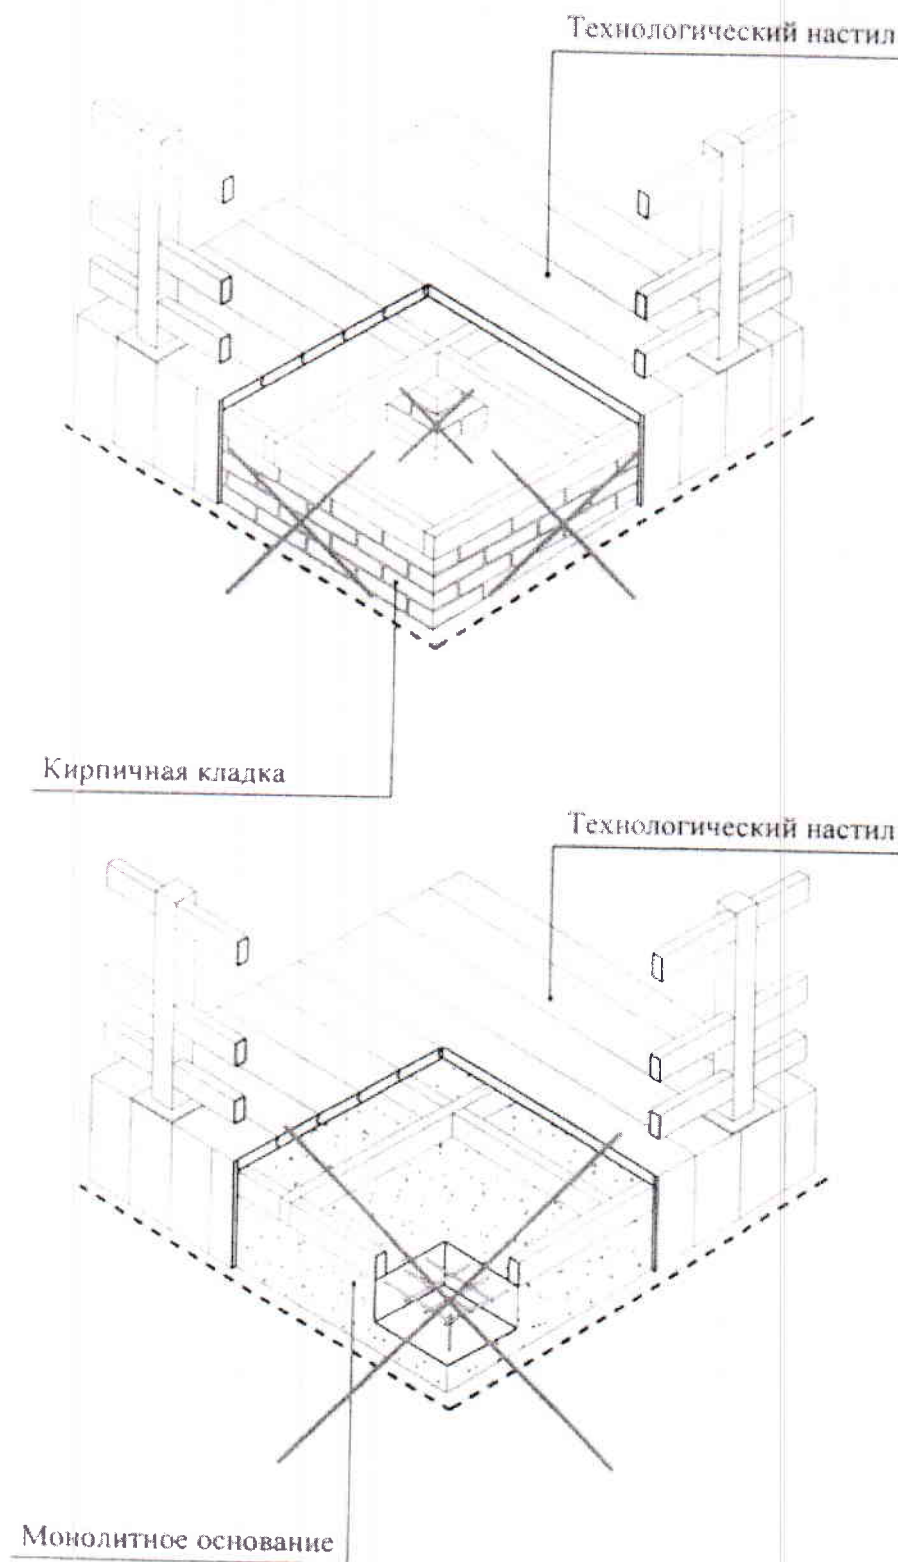 Технологический настил
Кирпичная кладка
Технологический настил
Монолитное основание